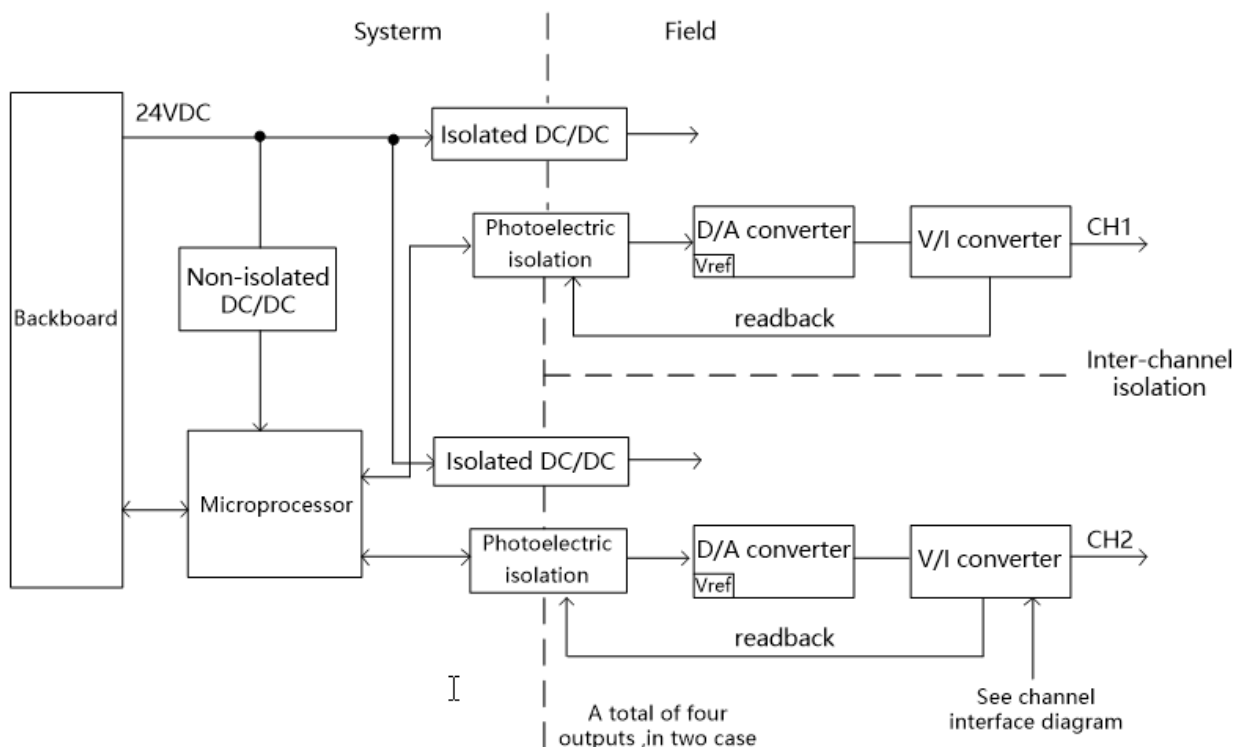 Systerm
Field
24VDC
Isolated DC/DC
Photoelectric
isolation
D/A converter
Vref
V/I converter
CH1
Non-isolated
DC/DC
Backboard
readback
Inter-channel
isolation
Isolated DC/DC
Microprocessor
Photoelectric
isolation
D/A converter
Vref
V/I converter
CH2
readback
See channel
interface diagram
A total of four
outputs ,in two case